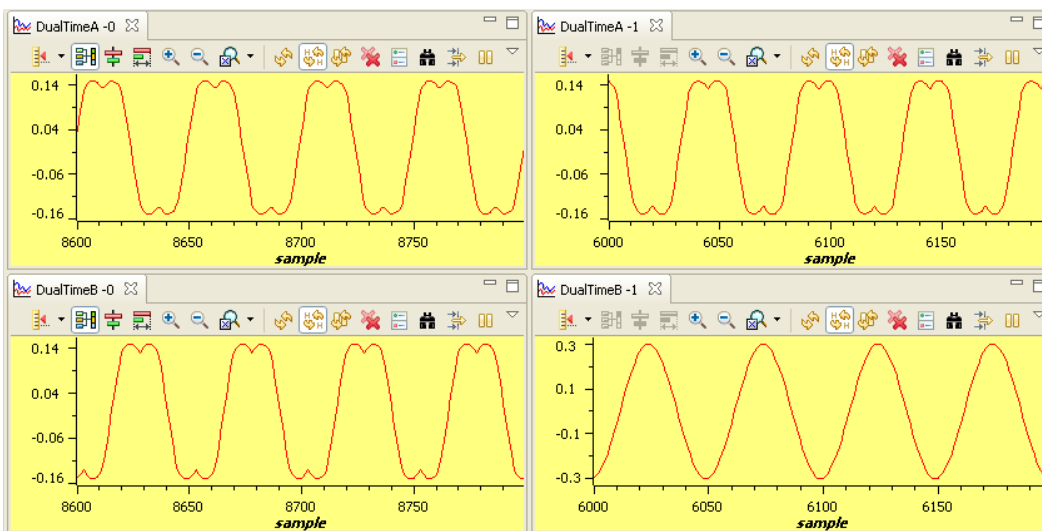 DualTimeA -0
0.14
0.04
-0.06
-0.16
8600 8650 8700 8750
sample
DualTimeA -1
0.14
0.04
-0.06
-0.16
6000 6050 6100 6150
sample
DualTimeB -0
0.14
0.04
-0.06
-0.16
8600 8650 8700 8750
sample
DualTimeB -1
0.3
0.1
-0.1
-0.3
6000 6050 6100 6150
sample